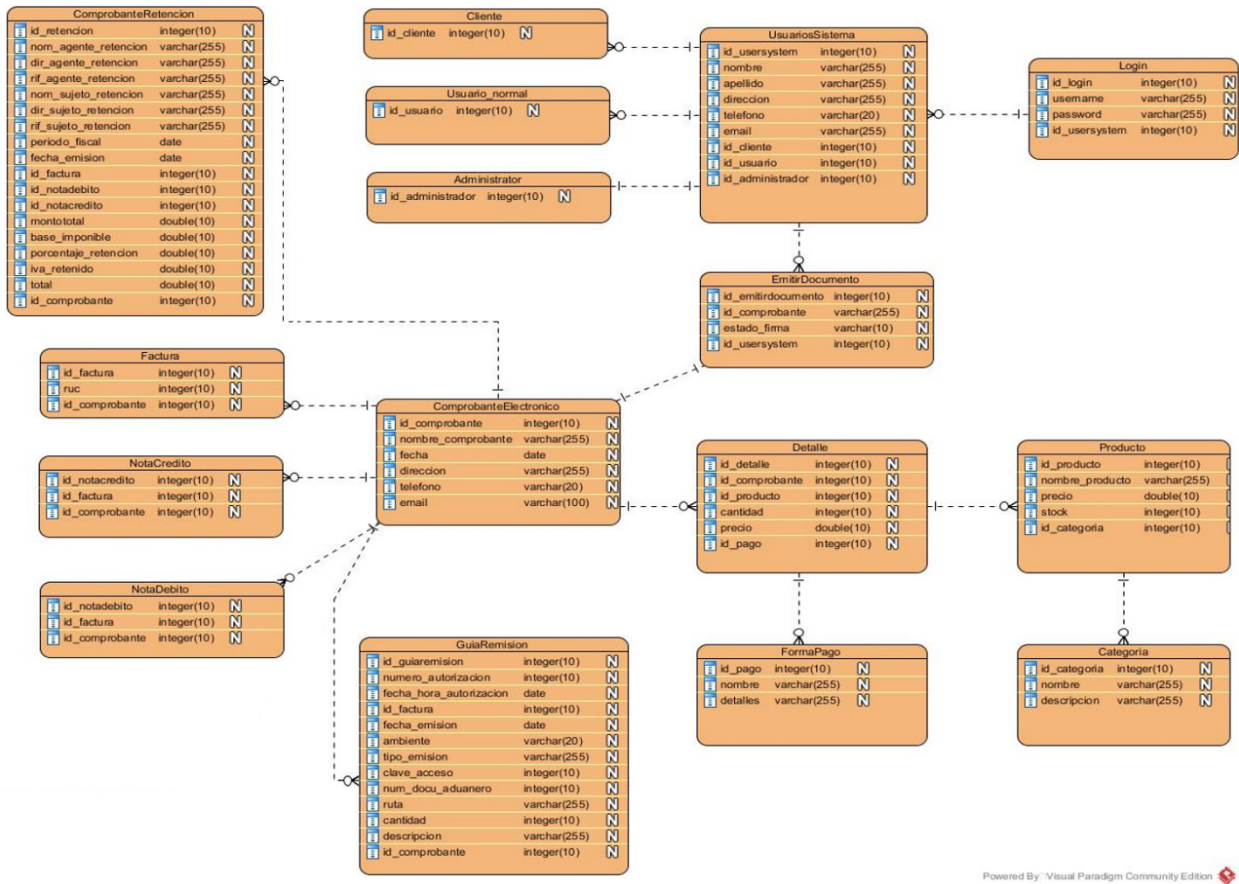 ComprobanteRetencion
id_retencion integer(10) N
nom_agente_retencion varchar(255) N
dir_agente_retencion varchar(255) N
rif_agente_retencion varchar(255) N
nom_sujeto_retencion varchar(255) N
dir_sujeto_retencion varchar(255) N
rif_sujeto_retencion varchar(255) N
periodo_fiscal date N
fecha_emision date N
id_factura integer(10) N
id_notadebito integer(10) N
id_notacredito integer(10) N
montototal double(10) N
base_imponible double(10) N
porcentaje_retencion double(10) N
iva_retenido double(10) N
total double(10) N
id_comprobante integer(10) N
Cliente
id_cliente integer(10) N
Usuario_normal
id_usuario integer(10) N
Administrator
id_administrador integer(10) N
UsuariosSistema
id_usersystem integer(10) N
nombre varchar(255) N
apellido varchar(255) N
direccion varchar(255) N
telefono varchar(20) N
email varchar(255) N
id_cliente integer(10) N
id_usuario integer(10) N
id_administrador integer(10) N
Login
id_login integer(10) N
username varchar(255) N
password varchar(255) N
id_usersystem integer(10) N
EmitirDocumento
id_emitirdocumento integer(10) N
id_comprobante varchar(255) N
estado_firma varchar(10) N
id_usersystem integer(10) N
Factura
id_factura integer(10) N
ruc integer(10) N
id_comprobante integer(10) N
ComprobanteElectronico
id_comprobante integer(10) N
nombre_comprobante varchar(255) N
fecha date N
direccion varchar(255) N
telefono varchar(20) N
email varchar(100) N
NotaCredito
id_notacredito integer(10) N
id_factura integer(10) N
id_comprobante integer(10) N
Detalle
id_detalle integer(10) N
id_comprobante integer(10) N
id_producto integer(10) N
cantidad integer(10) N
precio double(10) N
id_pago integer(10) N
Producto
id_producto integer(10)
nombre_producto varchar(255)
precio double(10)
stock integer(10)
id_categoria integer(10)
NotaDebito
id_notadebito integer(10) N
id_factura integer(10) N
id_comprobante integer(10) N
GuiaRemision
id_guiaremision integer(10) N
numero_autorizacion integer(10) N
fecha_hora_autorizacion date N
id_factura integer(10) N
fecha_emision date N
ambiente varchar(20) N
tipo_emision varchar(255) N
clave_acceso integer(10) N
num_docu_aduanero integer(10) N
ruta varchar(255) N
cantidad integer(10) N
descripcion varchar(255) N
id_comprobante integer(10) N
FormaPago
id_pago integer(10) N
nombre varchar(255) N
detalles varchar(255) N
Categoria
id_categoria integer(10) N
nombre varchar(255) N
descripcion varchar(255) N
Powered By Visual Paradigm Community Edition